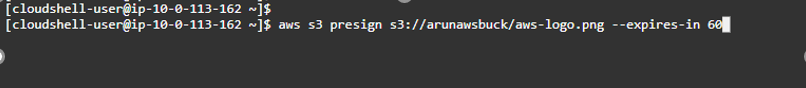 [cloudshell-user@ip-10-0-113-162 ~]$
[cloudshell-user@ip-10-0-113-162 ~]$ aws s3 presign s3://arunawsbuck/aws-logo.png --expires-in 60